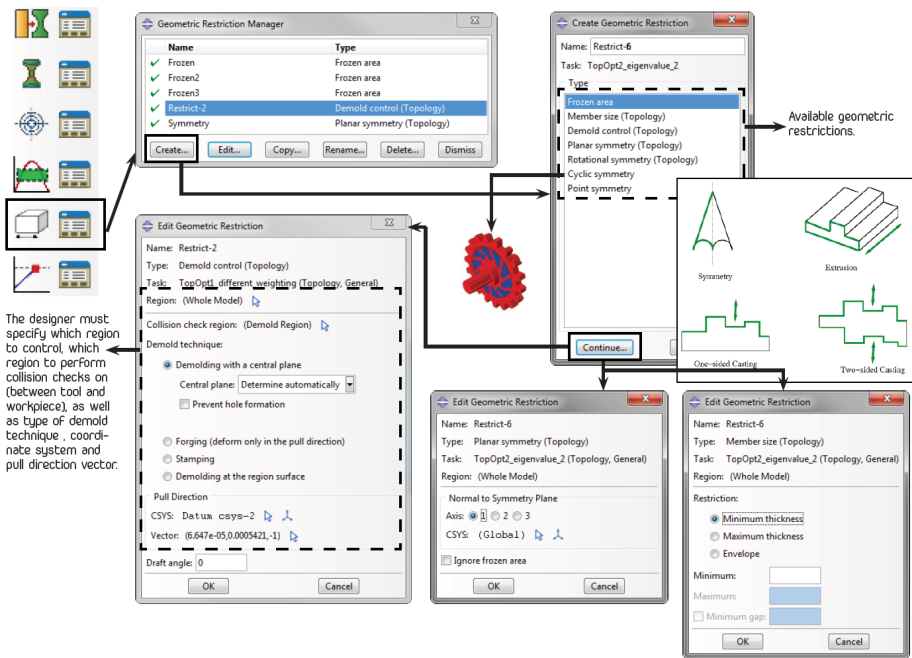 Geometric Restriction Manager
Name Type
Frozen Frozen area
Frozen2 Frozen area
Frozen3 Frozen area
Restrict-2 Demold control (Topology)
Symmetry Planar symmetry (Topology)
Create... Edit... Copy... Rename... Delete... Dismiss
Create Geometric Restriction
Name: Restrict-6
Task: TopOpt2_eigenvalue_2
Type
Frozen area
Member size (Topology)
Demold control (Topology)
Planar symmetry (Topology)
Rotational symmetry (Topology)
Cyclic symmetry
Point symmetry
Continue...
Available geometric
restrictions.
Symmetry
Extrusion
One-sided Casting
Two-sided Casting
The designer must
specify which region
to control, which
region to perform
collision checks on
(between tool and
workpiece), as well
as type of demold
technique , coordi-
nate system and
pull direction vector.
Edit Geometric Restriction
Name: Restrict-2
Type: Demold control (Topology)
Task: TopOpt1_different_weighting (Topology, General)
Region: (Whole Model)
Collision check region: (Demold Region)
Demold technique:
Demolding with a central plane
Central plane: Determine automatically
Prevent hole formation
Forging (deform only in the pull direction)
Stamping
Demolding at the region surface
Pull Direction
CSYS: Datum csys-2
Vector: (6.647e-05,0.0005421,-1)
Draft angle: 0
OK Cancel
Edit Geometric Restriction
Name: Restrict-6
Type: Planar symmetry (Topology)
Task: TopOpt2_eigenvalue_2 (Topology, General)
Region: (Whole Model)
Normal to Symmetry Plane
Axis: 1 2 3
CSYS: (Global)
Ignore frozen area
OK Cancel
Edit Geometric Restriction
Name: Restrict-6
Type: Member size (Topology)
Task: TopOpt2_eigenvalue_2 (Topology, General)
Region: (Whole Model)
Restriction:
Minimum thickness
Maximum thickness
Envelope
Minimum:
Maximum:
Minimum gap:
OK Cancel